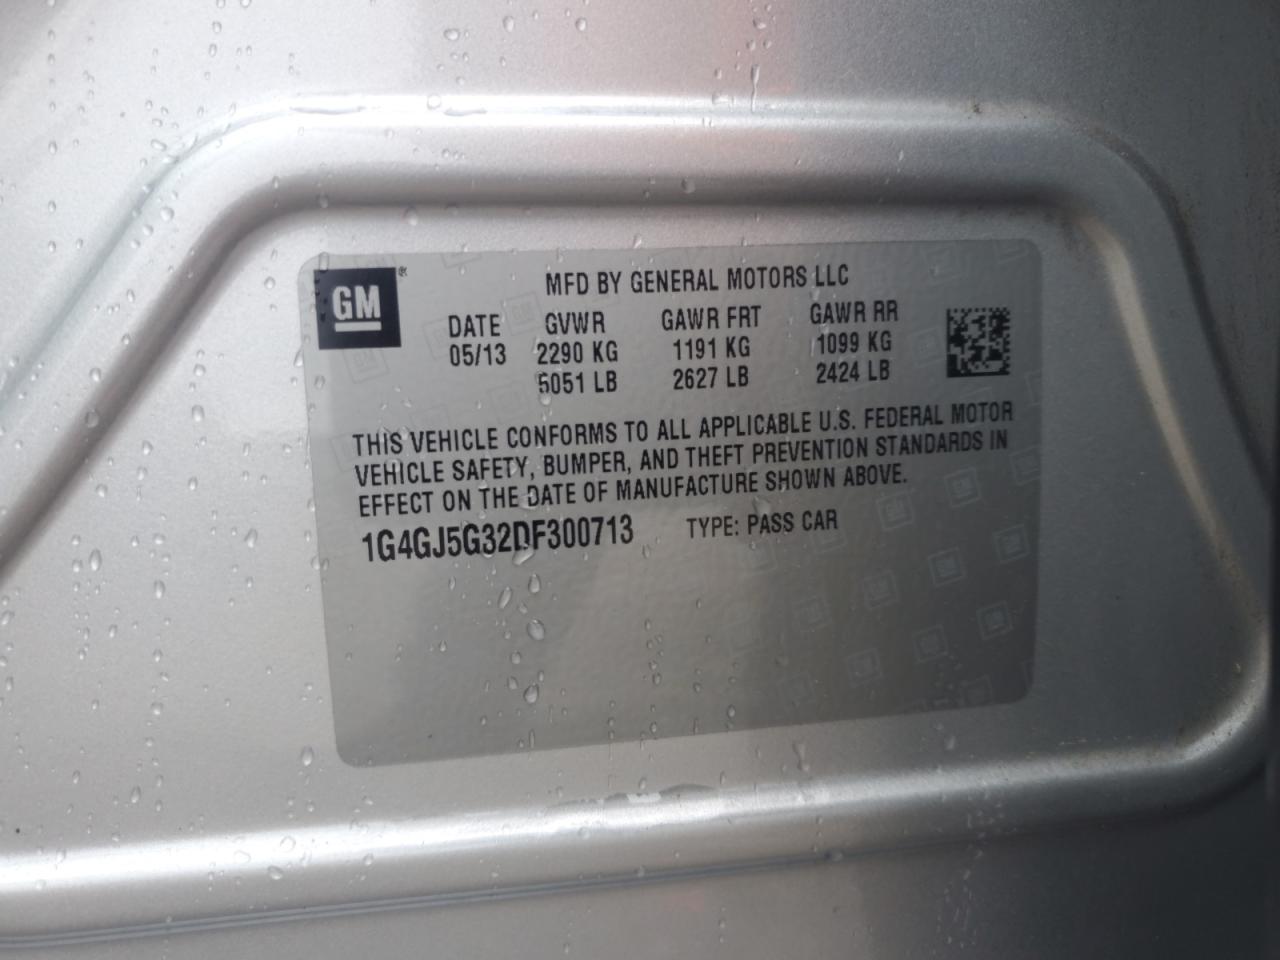 GM ®
MFD BY GENERAL MOTORS LLC
DATE GVWR GAWR FRT GAWR RR
05/13 2290 KG 1191 KG 1099 KG
5051 LB 2627 LB 2424 LB
THIS VEHICLE CONFORMS TO ALL APPLICABLE U.S. FEDERAL MOTOR
VEHICLE SAFETY, BUMPER, AND THEFT PREVENTION STANDARDS IN
EFFECT ON THE DATE OF MANUFACTURE SHOWN ABOVE.
1G4GJ5G32DF300713 TYPE: PASS CAR